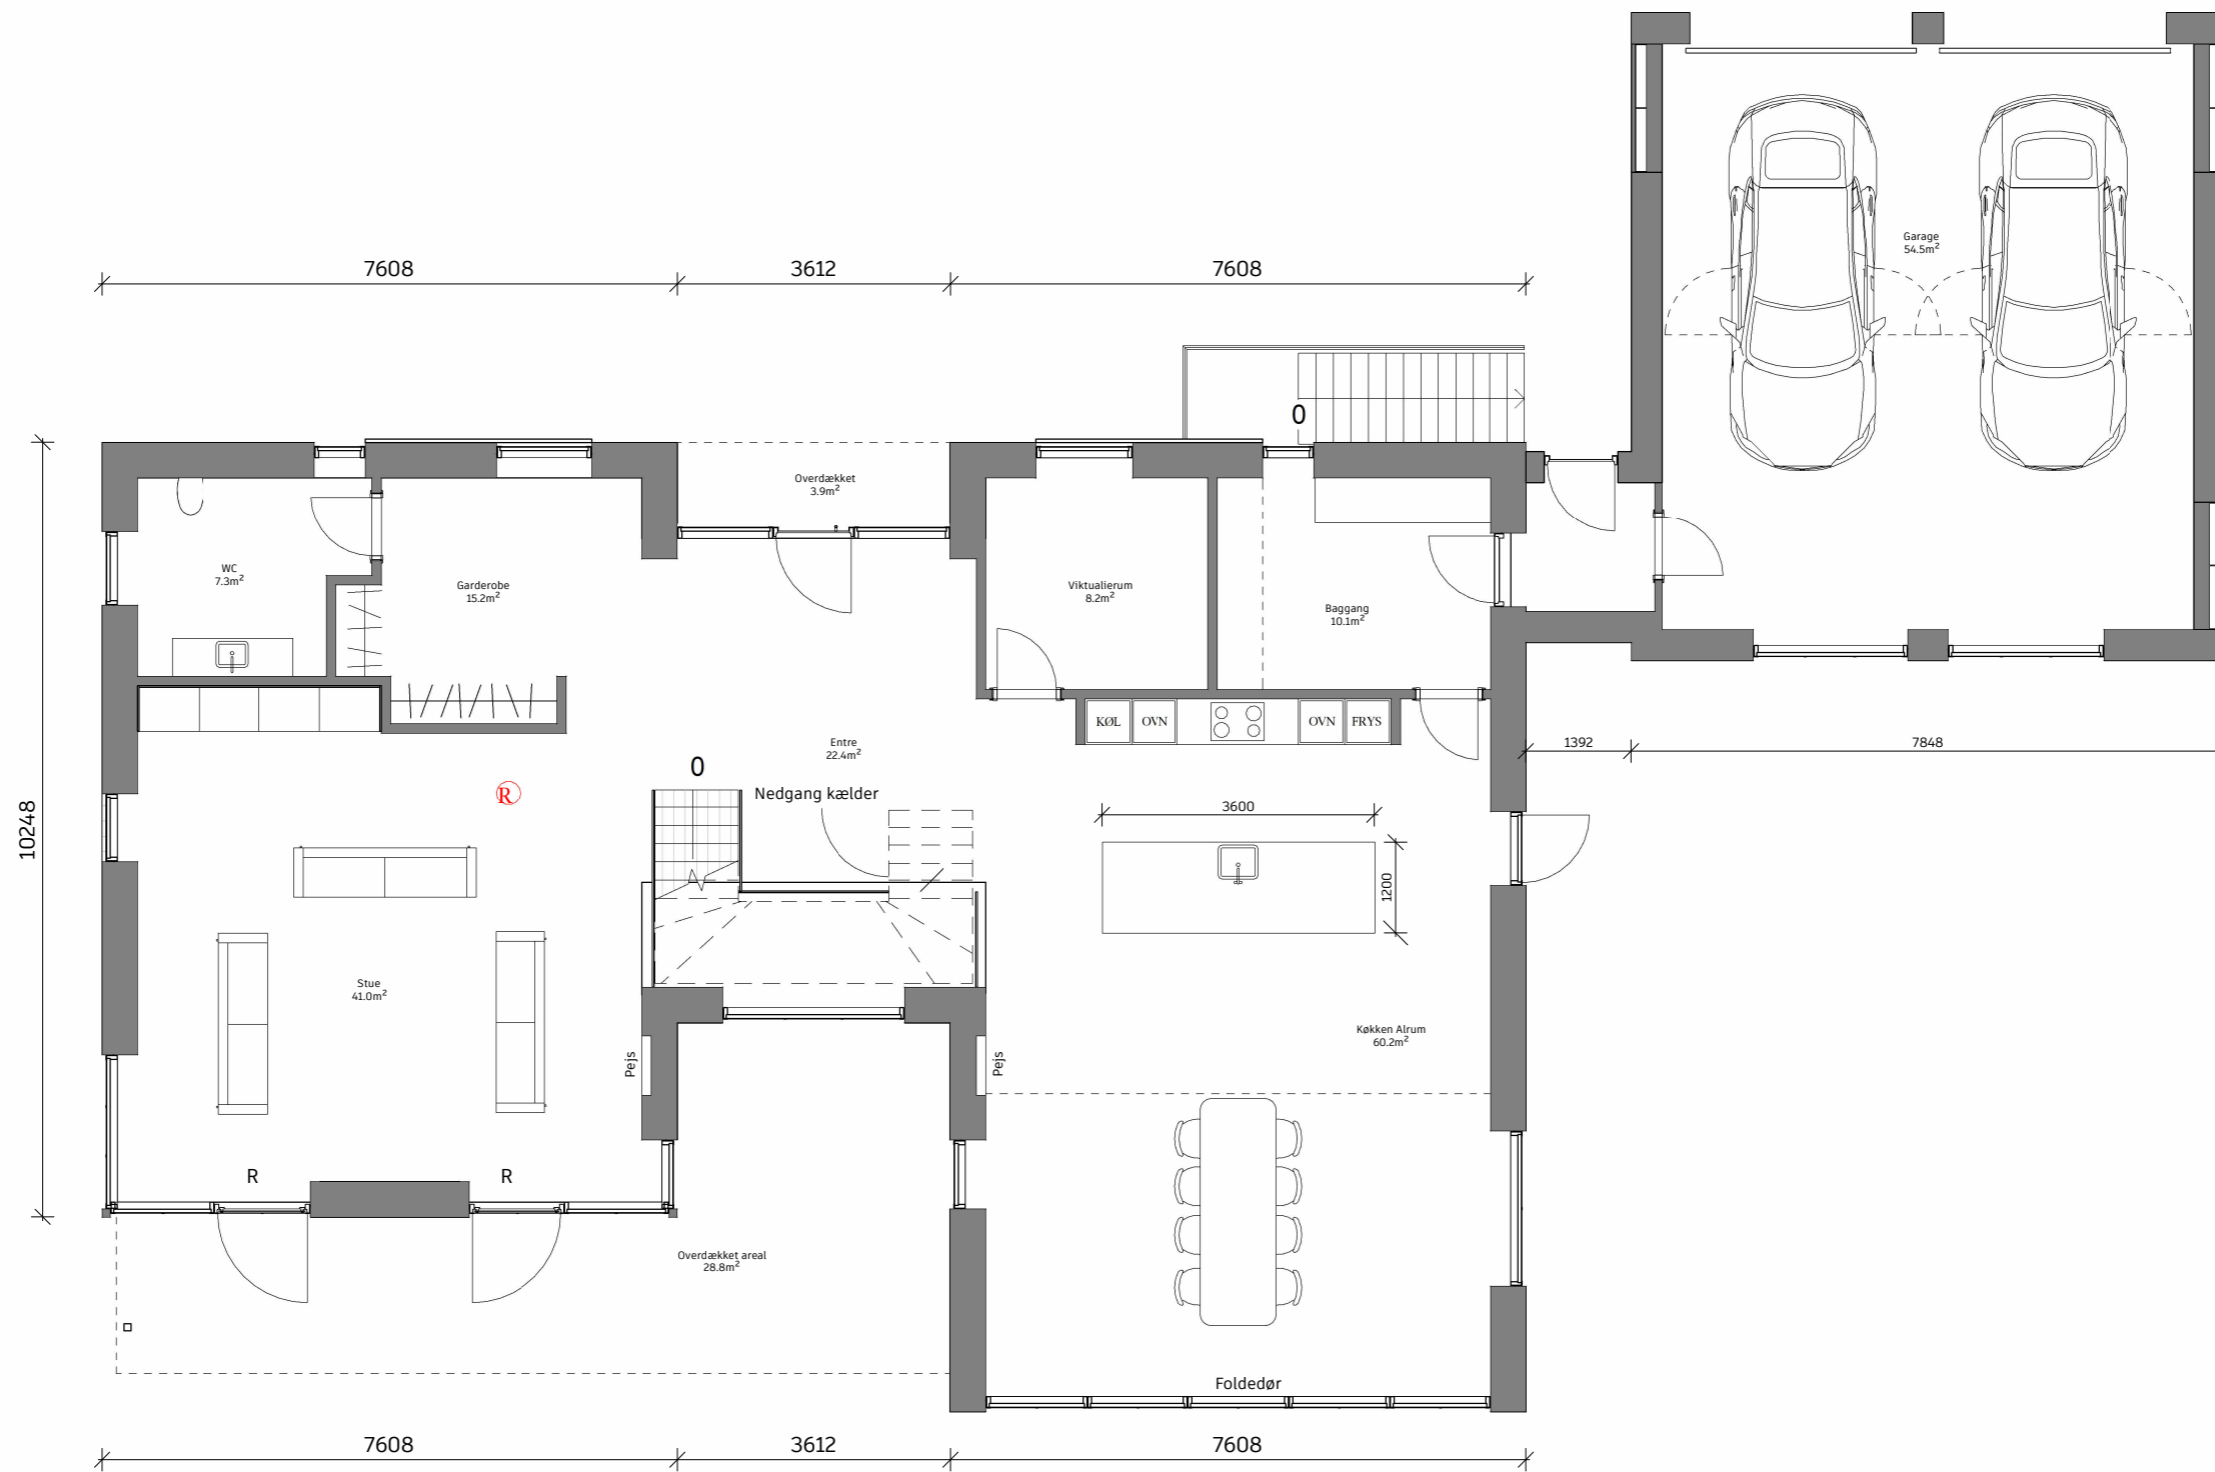 Garage
54.5m²
7608
3612
7608
0
Overdækket
3.9m²
WC
7.3m²
Garderobe
15.2m²
Viktualierum
8.2m²
Baggang
10.1m²
KØL
OVN
OVN
FRYS
Entre
22.4m²
1392
7848
0
Nedgang kælder
R
3600
10248
1200
Stue
41.0m²
Køkken Alrum
60.2m²
Pejs
Pejs
R
R
Overdækket areal
28.8m²
Foldedør
7608
3612
7608